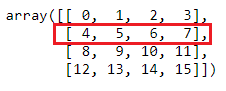 array([[ 0, 1, 2, 3],
[ 4, 5, 6, 7],
[ 8, 9, 10, 11],
[12, 13, 14, 15]])